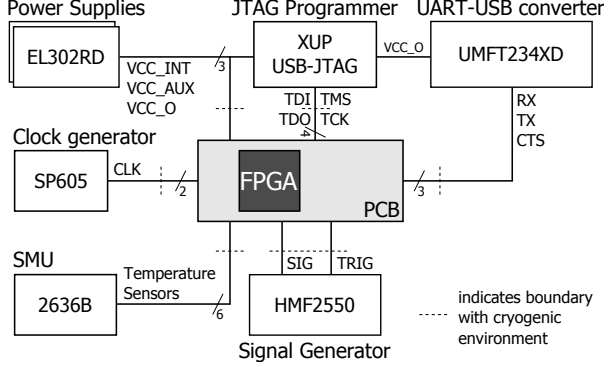 Power Supplies
JTAG Programmer
UART-USB converter
EL302RD
XUP
USB-JTAG
VCC_O
UMFT234XD
3
VCC_INT
VCC_AUX
VCC_O
TDI TMS
TDO TCK
4
RX
TX
CTS
Clock generator
SP605
CLK
2
FPGA
PCB
3
SMU
2636B
Temperature
Sensors
6
SIG
TRIG
HMF2550
Signal Generator
indicates boundary
with cryogenic
environment